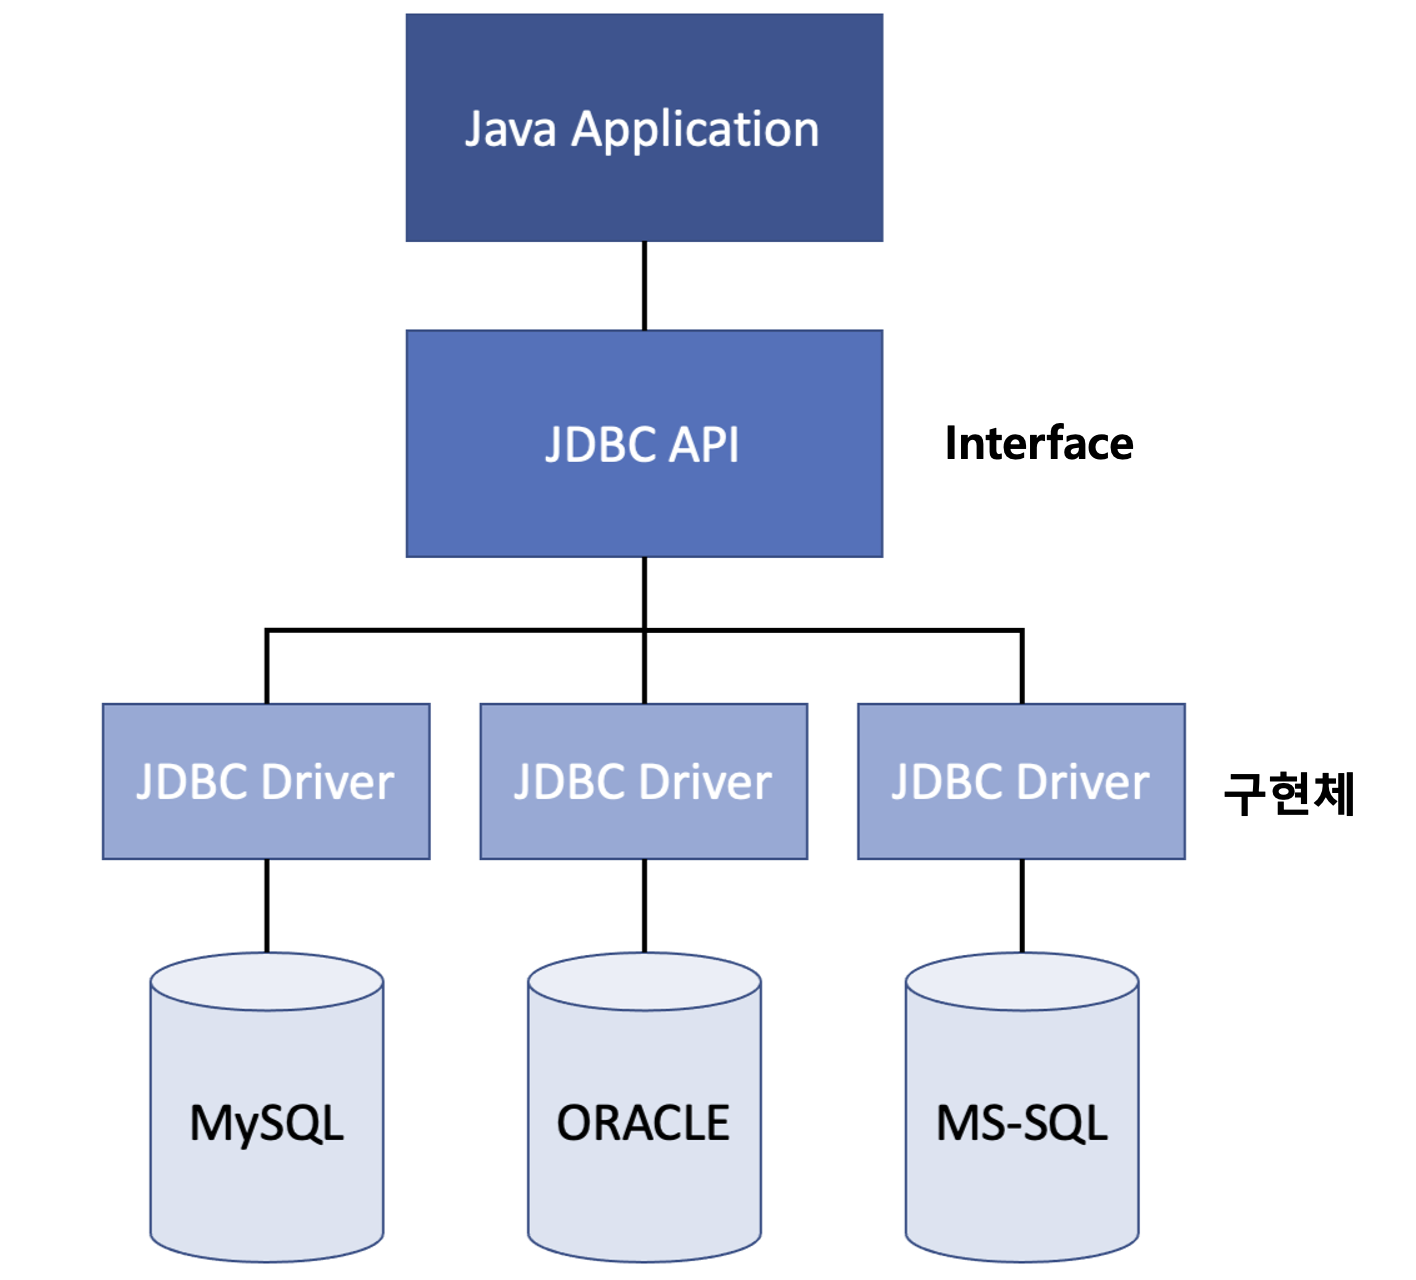 Java Application
JDBC API
Interface
JDBC Driver
JDBC Driver
JDBC Driver
구현체
MySQL
ORACLE
MS-SQL